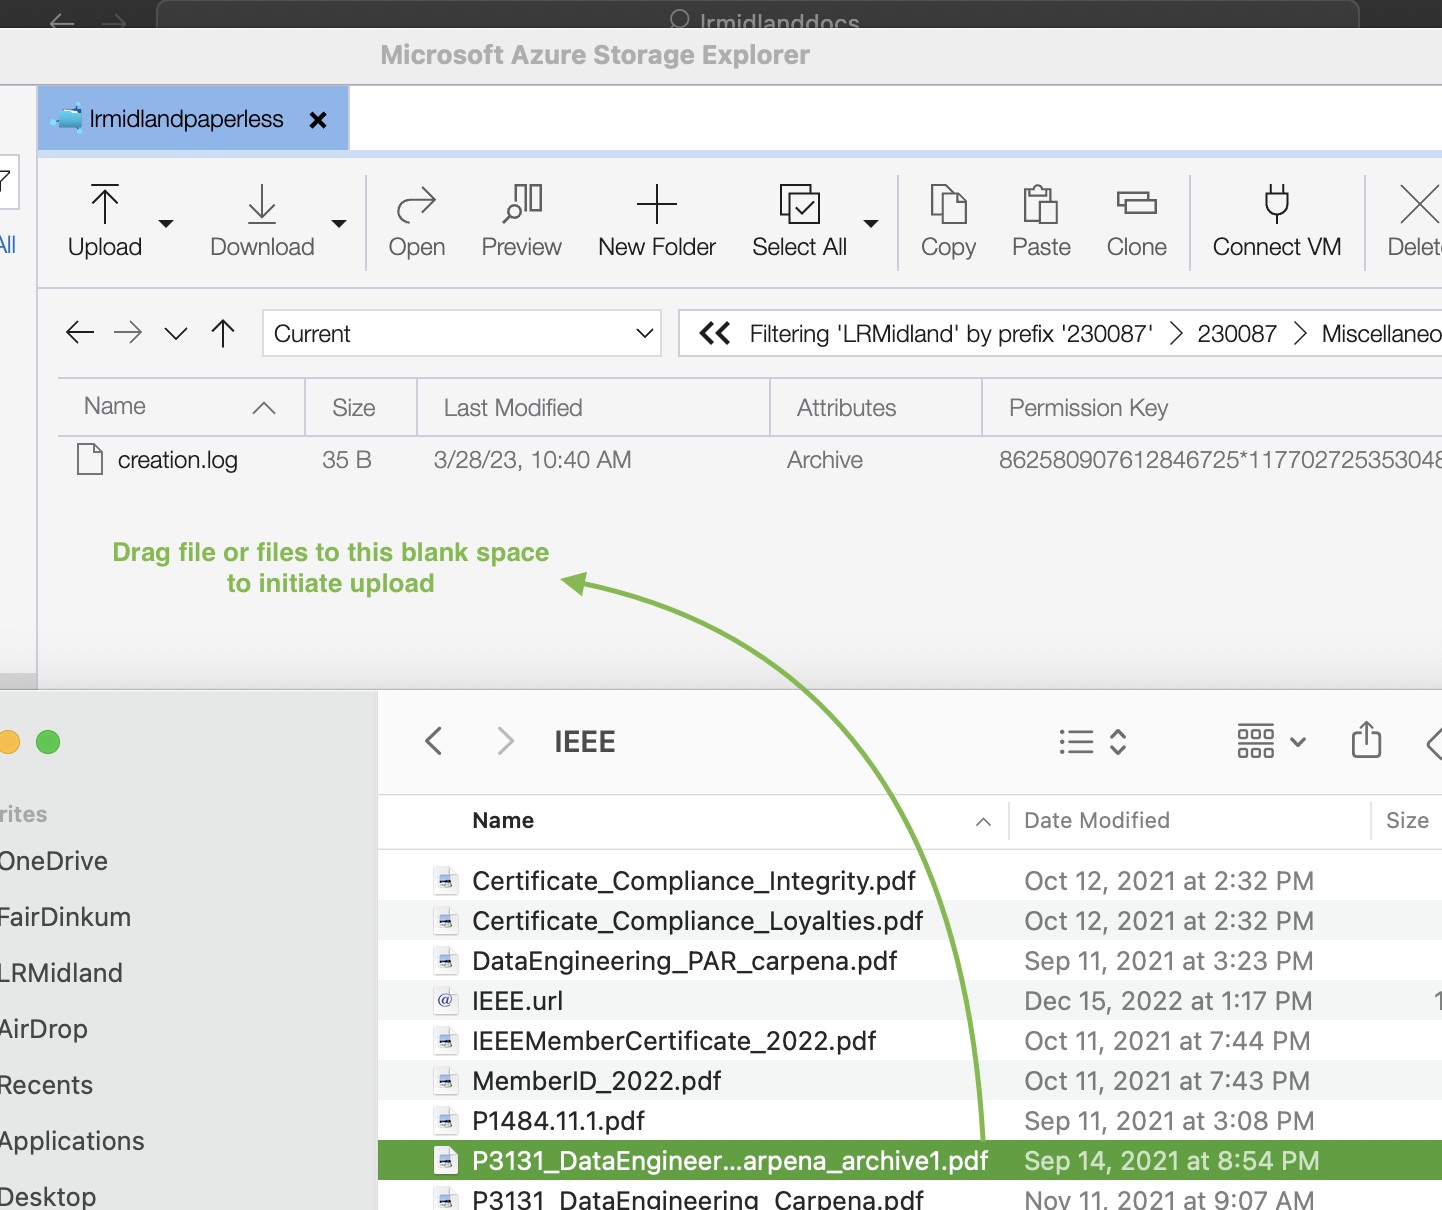 lrmidlanddocs
Microsoft Azure Storage Explorer
lrmidlandpaperless
All
Upload Download Open Preview New Folder Select All Copy Paste Clone Connect VM Delet
Current Filtering 'LRMidland' by prefix '230087' 230087 Miscellaneo
Name Size Last Modified Attributes Permission Key
creation.log 35 B 3/28/23, 10:40 AM Archive 862580907612846725*117702725353048
Drag file or files to this blank space
to initiate upload
IEEE
rites
OneDrive
FairDinkum
LRMidland
AirDrop
Recents
Applications
Desktop
Name Date Modified Size
Certificate_Compliance_Integrity.pdf Oct 12, 2021 at 2:32 PM
Certificate_Compliance_Loyalties.pdf Oct 12, 2021 at 2:32 PM
DataEngineering_PAR_carpena.pdf Sep 11, 2021 at 3:23 PM
IEEE.url Dec 15, 2022 at 1:17 PM 1
IEEEMemberCertificate_2022.pdf Oct 11, 2021 at 7:44 PM
MemberID_2022.pdf Oct 11, 2021 at 7:43 PM
P1484.11.1.pdf Sep 11, 2021 at 3:08 PM
P3131_DataEngineer...arpena_archive1.pdf Sep 14, 2021 at 8:54 PM
P3131_DataEngineering_Carpena.pdf Nov 11, 2021 at 9:07 AM